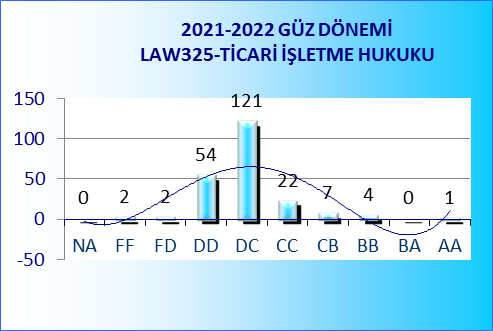 2021-2022 GÜZ DÖNEMİ
LAW325-TİCARİ İŞLETME HUKUKU
150
100
50
0
-50
0 2 2 54 121 22 7 4 0 1
NA FF FD DD DC CC CB BB BA AA